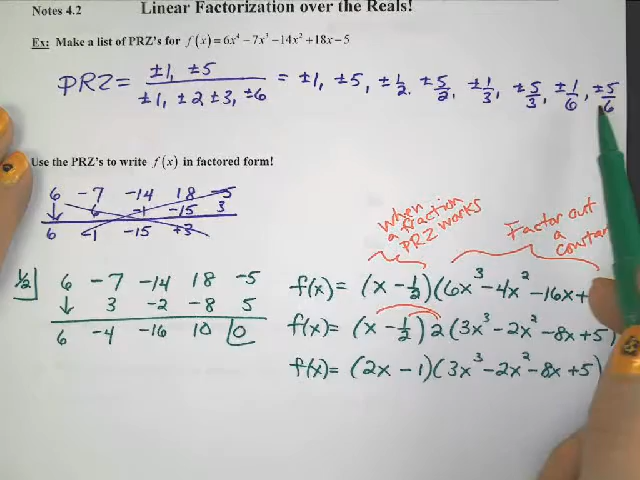 Notes 4.2
Linear Factorization over the Reals!
Ex: Make a list of PRZ's for f(x) = 6x⁴ − 7x³ − 14x² + 18x − 5
PRZ = ±1, ±5 / ±1, ±2, ±3, ±6 = ±1, ±5, ±1/2, ±5/2, ±1/3, ±5/3, ±1/6, ±5/6
Use the PRZ's to write f(x) in factored form!
6 −7 −14 18 −5
6 −1 −15 3
6 −1 −15 +3
When a fraction PRZ works
Factor out a constan
1/2 6 −7 −14 18 −5
3 −2 −8 5
6 −4 −16 10 0
f(x) = (x − 1/2)(6x³ − 4x² − 16x +
f(x) = (x − 1/2) 2 (3x³ − 2x² − 8x + 5)
f(x) = (2x − 1)(3x³ − 2x² − 8x + 5)